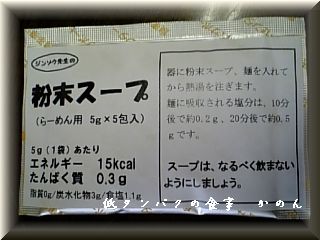 ジンゾウ先生の
粉末スープ
(らーめん用 5g×5包入)
5g(1袋)あたり
エネルギー 15kcal
たんぱく質 0.3g
脂質0g/炭水化物3g/食塩1.1g
器に粉末スープ、麺を入れて
から熱湯を注ぎます。
麺に吸収される塩分は、10分
後で約0.2g、20分後で約0.5
gです。
スープは、なるべく飲まない
ようにしましょう。
低タンパクの食事 かのん